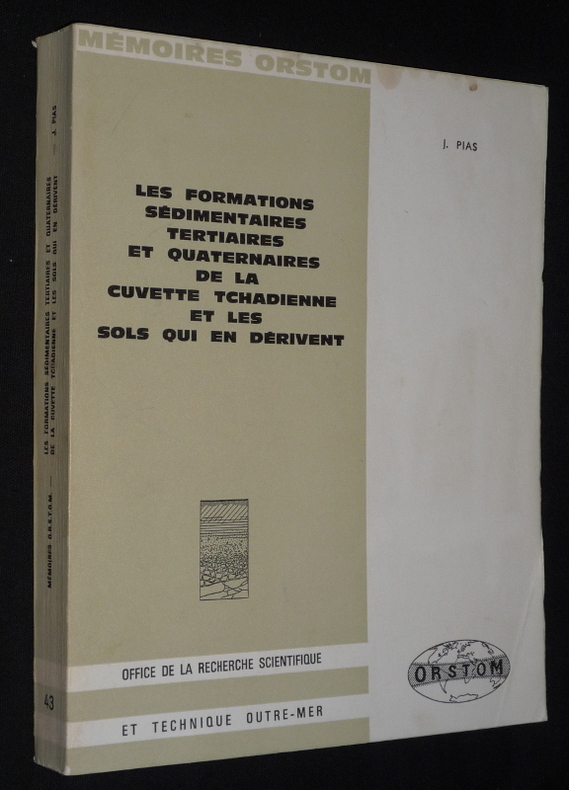 MÉMOIRES ORSTOM
J. PIAS
LES FORMATIONS
SÉDIMENTAIRES
TERTIAIRES
ET QUATERNAIRES
DE LA
CUVETTE TCHADIENNE
ET LES
SOLS QUI EN DÉRIVENT
OFFICE DE LA RECHERCHE SCIENTIFIQUE
ET TECHNIQUE OUTRE-MER
ORSTOM
MÉMOIRES O.R.S.T.O.M. — LES FORMATIONS SÉDIMENTAIRES TERTIAIRES ET QUATERNAIRES
DE LA CUVETTE TCHADIENNE ET LES SOLS QUI EN DÉRIVENT — J. PIAS
43